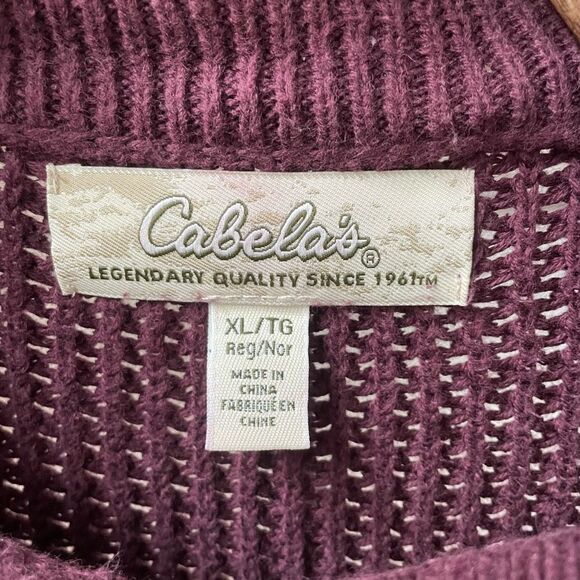 Cabela's®
LEGENDARY QUALITY SINCE 1961™
XL/TG
Reg/Nor
MADE IN
CHINA
FABRIQUÉ EN
CHINE